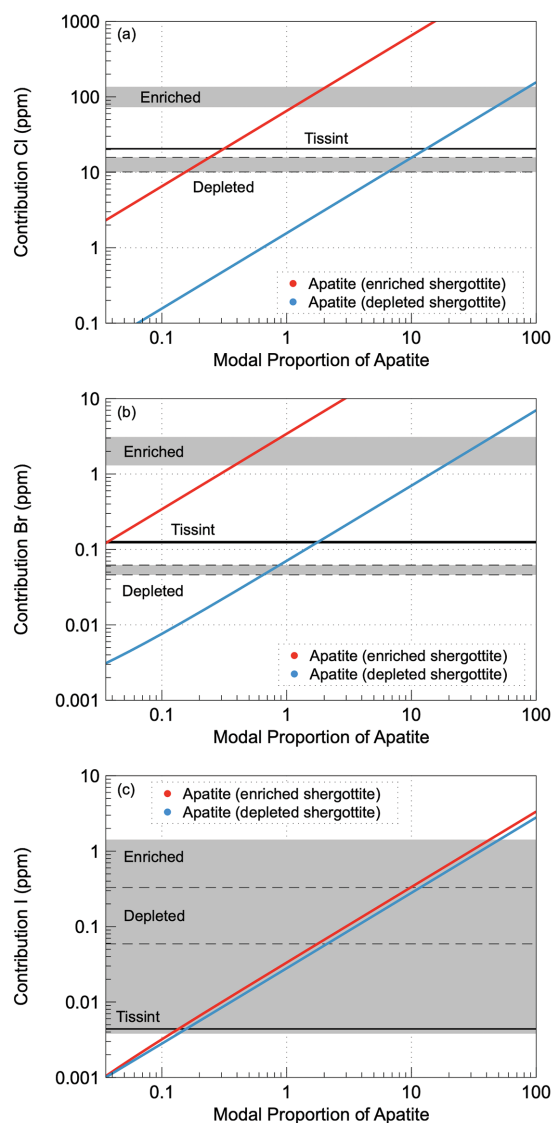 (a)
1000
100
10
1
0.1
Contribution Cl (ppm)
Enriched
Tissint
Depleted
Apatite (enriched shergottite)
Apatite (depleted shergottite)
0.1 1 10 100
Modal Proportion of Apatite
(b)
10
1
0.1
0.01
0.001
Contribution Br (ppm)
Enriched
Tissint
Depleted
Apatite (enriched shergottite)
Apatite (depleted shergottite)
0.1 1 10 100
Modal Proportion of Apatite
(c)
10
1
0.1
0.01
0.001
Contribution I (ppm)
Apatite (enriched shergottite)
Apatite (depleted shergottite)
Enriched
Depleted
Tissint
0.1 1 10 100
Modal Proportion of Apatite